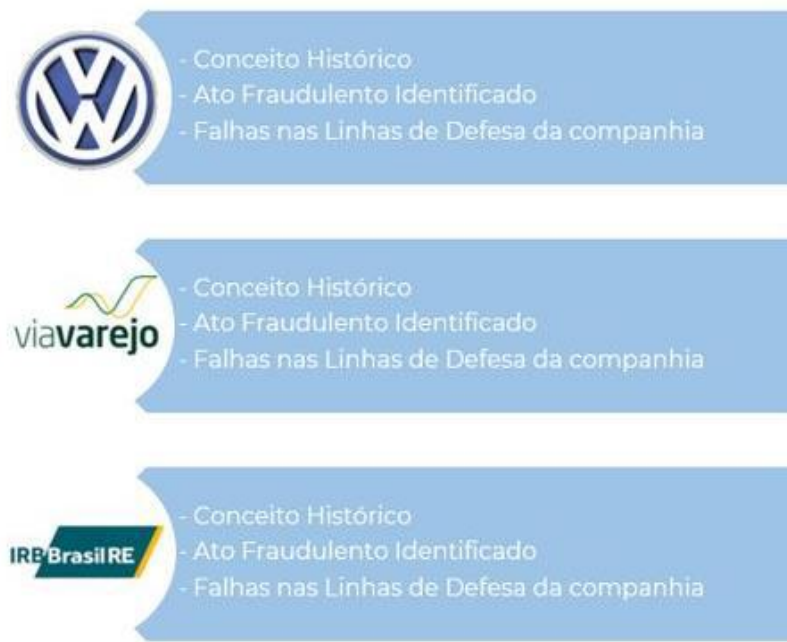 - Conceito Histórico
- Ato Fraudulento Identificado
- Falhas nas Linhas de Defesa da companhia
viavarejo
- Conceito Histórico
- Ato Fraudulento Identificado
- Falhas nas Linhas de Defesa da companhia
IRB Brasil RE
- Conceito Histórico
- Ato Fraudulento Identificado
- Falhas nas Linhas de Defesa da companhia